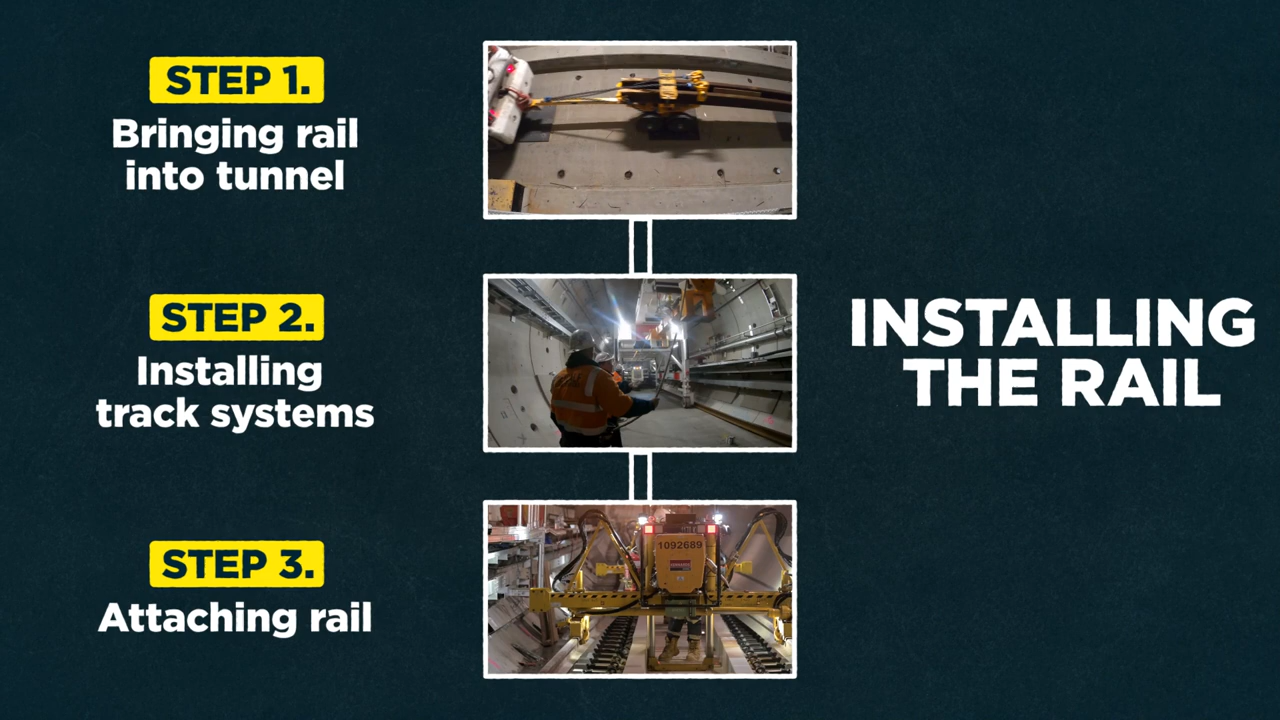 STEP 1.
Bringing rail
into tunnel
STEP 2.
Installing
track systems
STEP 3.
Attaching rail
1092689
INSTALLING
THE RAIL